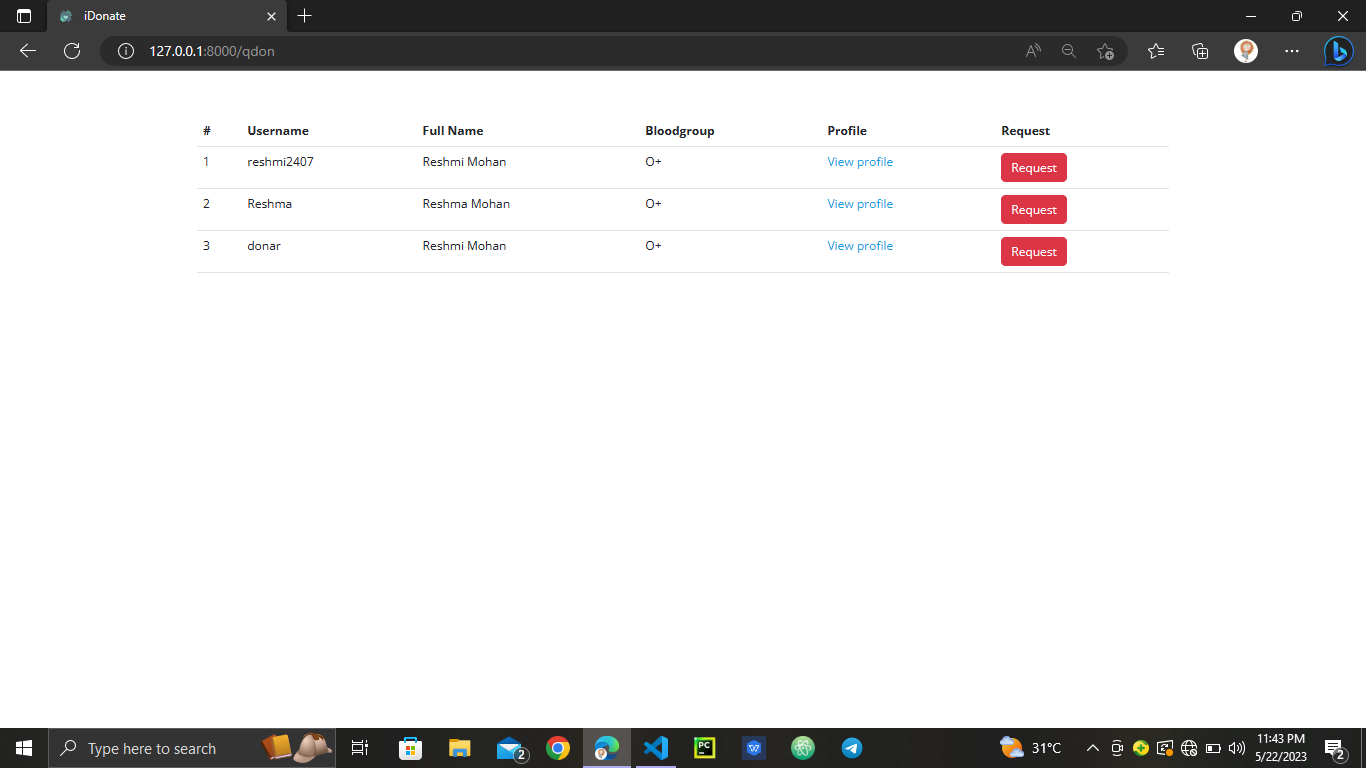 iDonate
127.0.0.1:8000/qdon
# Username Full Name Bloodgroup Profile Request
1 reshmi2407 Reshmi Mohan O+ View profile Request
2 Reshma Reshma Mohan O+ View profile Request
3 donar Reshmi Mohan O+ View profile Request
Type here to search
2
PC
31°C
11:43 PM
5/22/2023
2